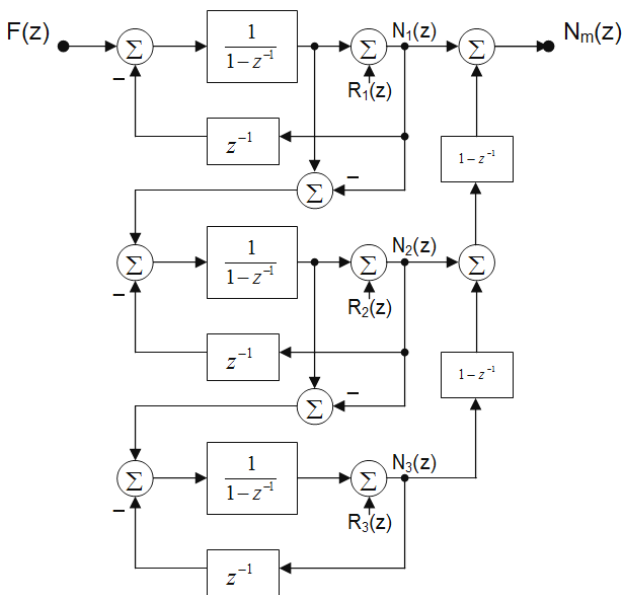 F(z) Σ 1/(1−z⁻¹) Σ N₁(z) Σ Nₘ(z)
−
R₁(z)
z⁻¹ 1−z⁻¹
Σ −
Σ 1/(1−z⁻¹) Σ N₂(z) Σ
−
R₂(z)
z⁻¹ 1−z⁻¹
Σ −
Σ 1/(1−z⁻¹) Σ N₃(z)
−
R₃(z)
z⁻¹